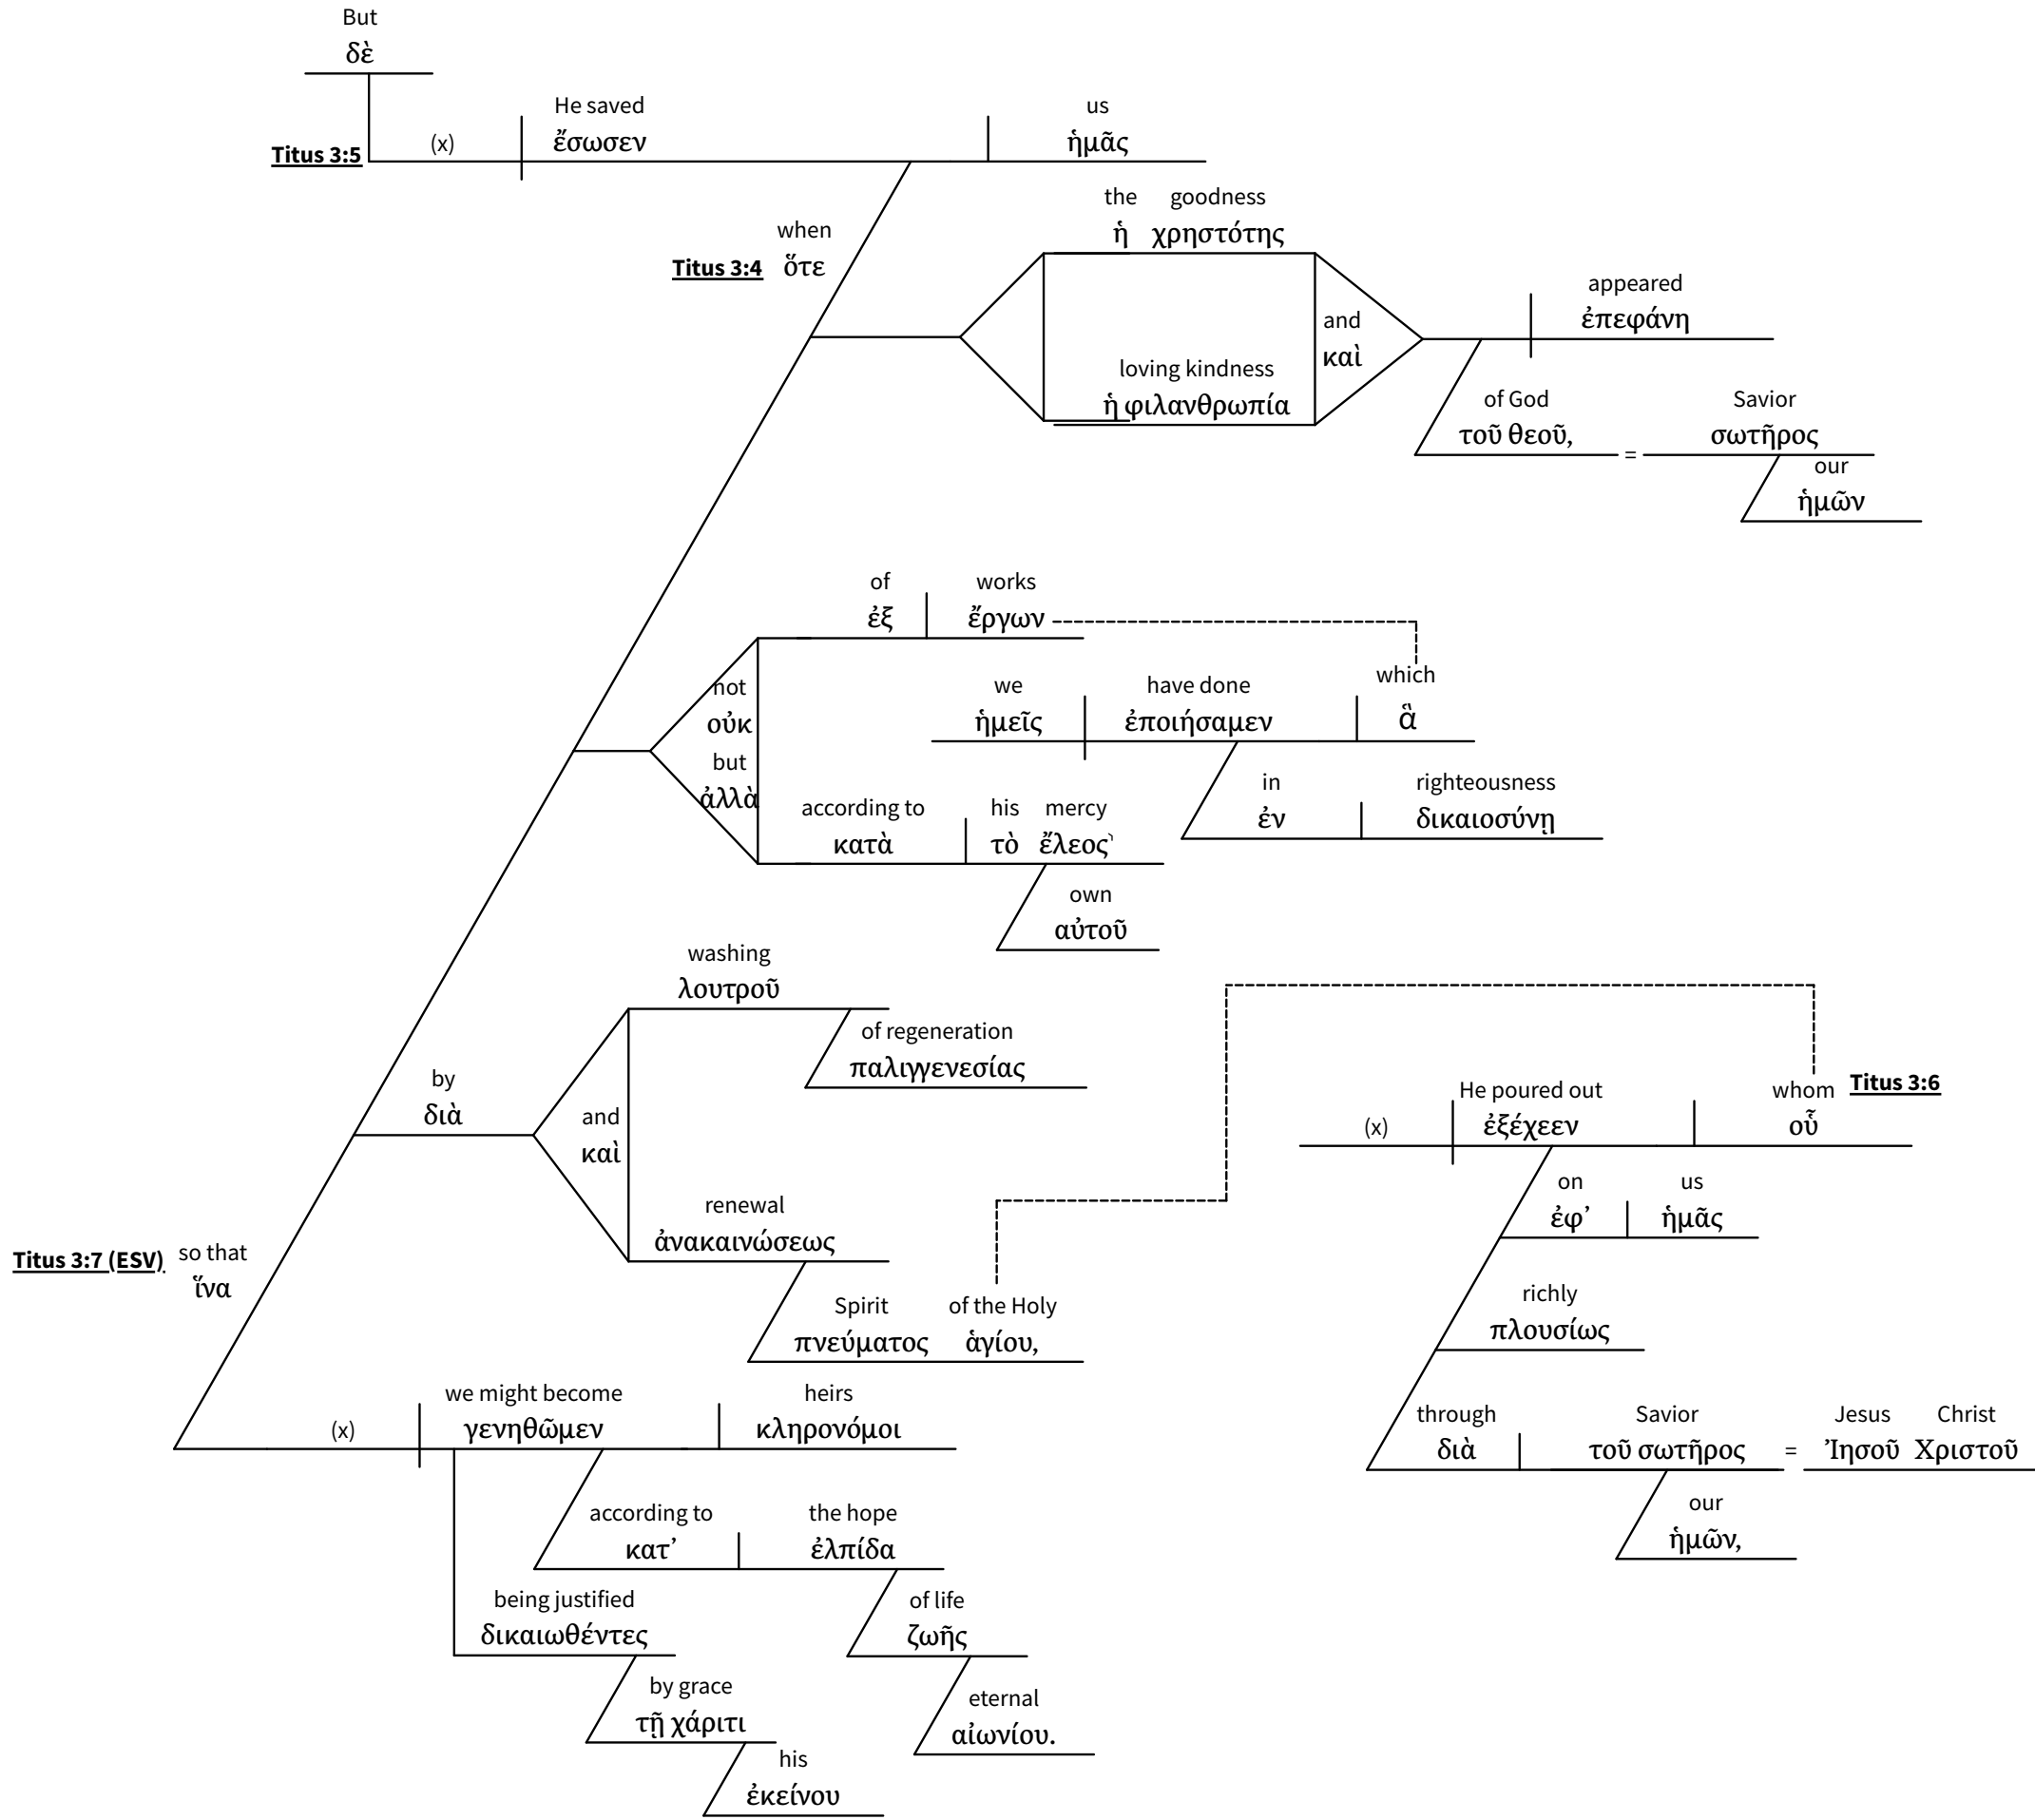 But
δὲ
He saved us
Titus 3:5 (x) ἔσωσεν ἡμᾶς
the goodness
ἡ χρηστότης
when
Titus 3:4 ὅτε
appeared
ἐπεφάνη
and
καὶ
loving kindness
ἡ φιλανθρωπία
of God Savior
τοῦ θεοῦ, = σωτῆρος
our
ἡμῶν
of works
ἐξ ἔργων
not
οὐκ
we have done which
ἡμεῖς ἐποιήσαμεν ἃ
but
ἀλλὰ
in righteousness
ἐν δικαιοσύνῃ
according to his mercy
κατὰ τὸ ἔλεος⸃
own
αὐτοῦ
washing
λουτροῦ
of regeneration
παλιγγενεσίας
by
διὰ
and
καὶ
He poured out whom Titus 3:6
(x) ἐξέχεεν οὗ
on us
ἐφ’ ἡμᾶς
renewal
ἀνακαινώσεως
so that
Titus 3:7 (ESV) ἵνα
Spirit of the Holy
πνεύματος ἁγίου,
richly
πλουσίως
we might become heirs
(x) γενηθῶμεν κληρονόμοι
through Savior Jesus Christ
διὰ τοῦ σωτῆρος = Ἰησοῦ Χριστοῦ
our
ἡμῶν,
according to the hope
κατ’ ἐλπίδα
being justified
δικαιωθέντες
of life
ζωῆς
by grace
τῇ χάριτι
eternal
αἰωνίου.
his
ἐκείνου